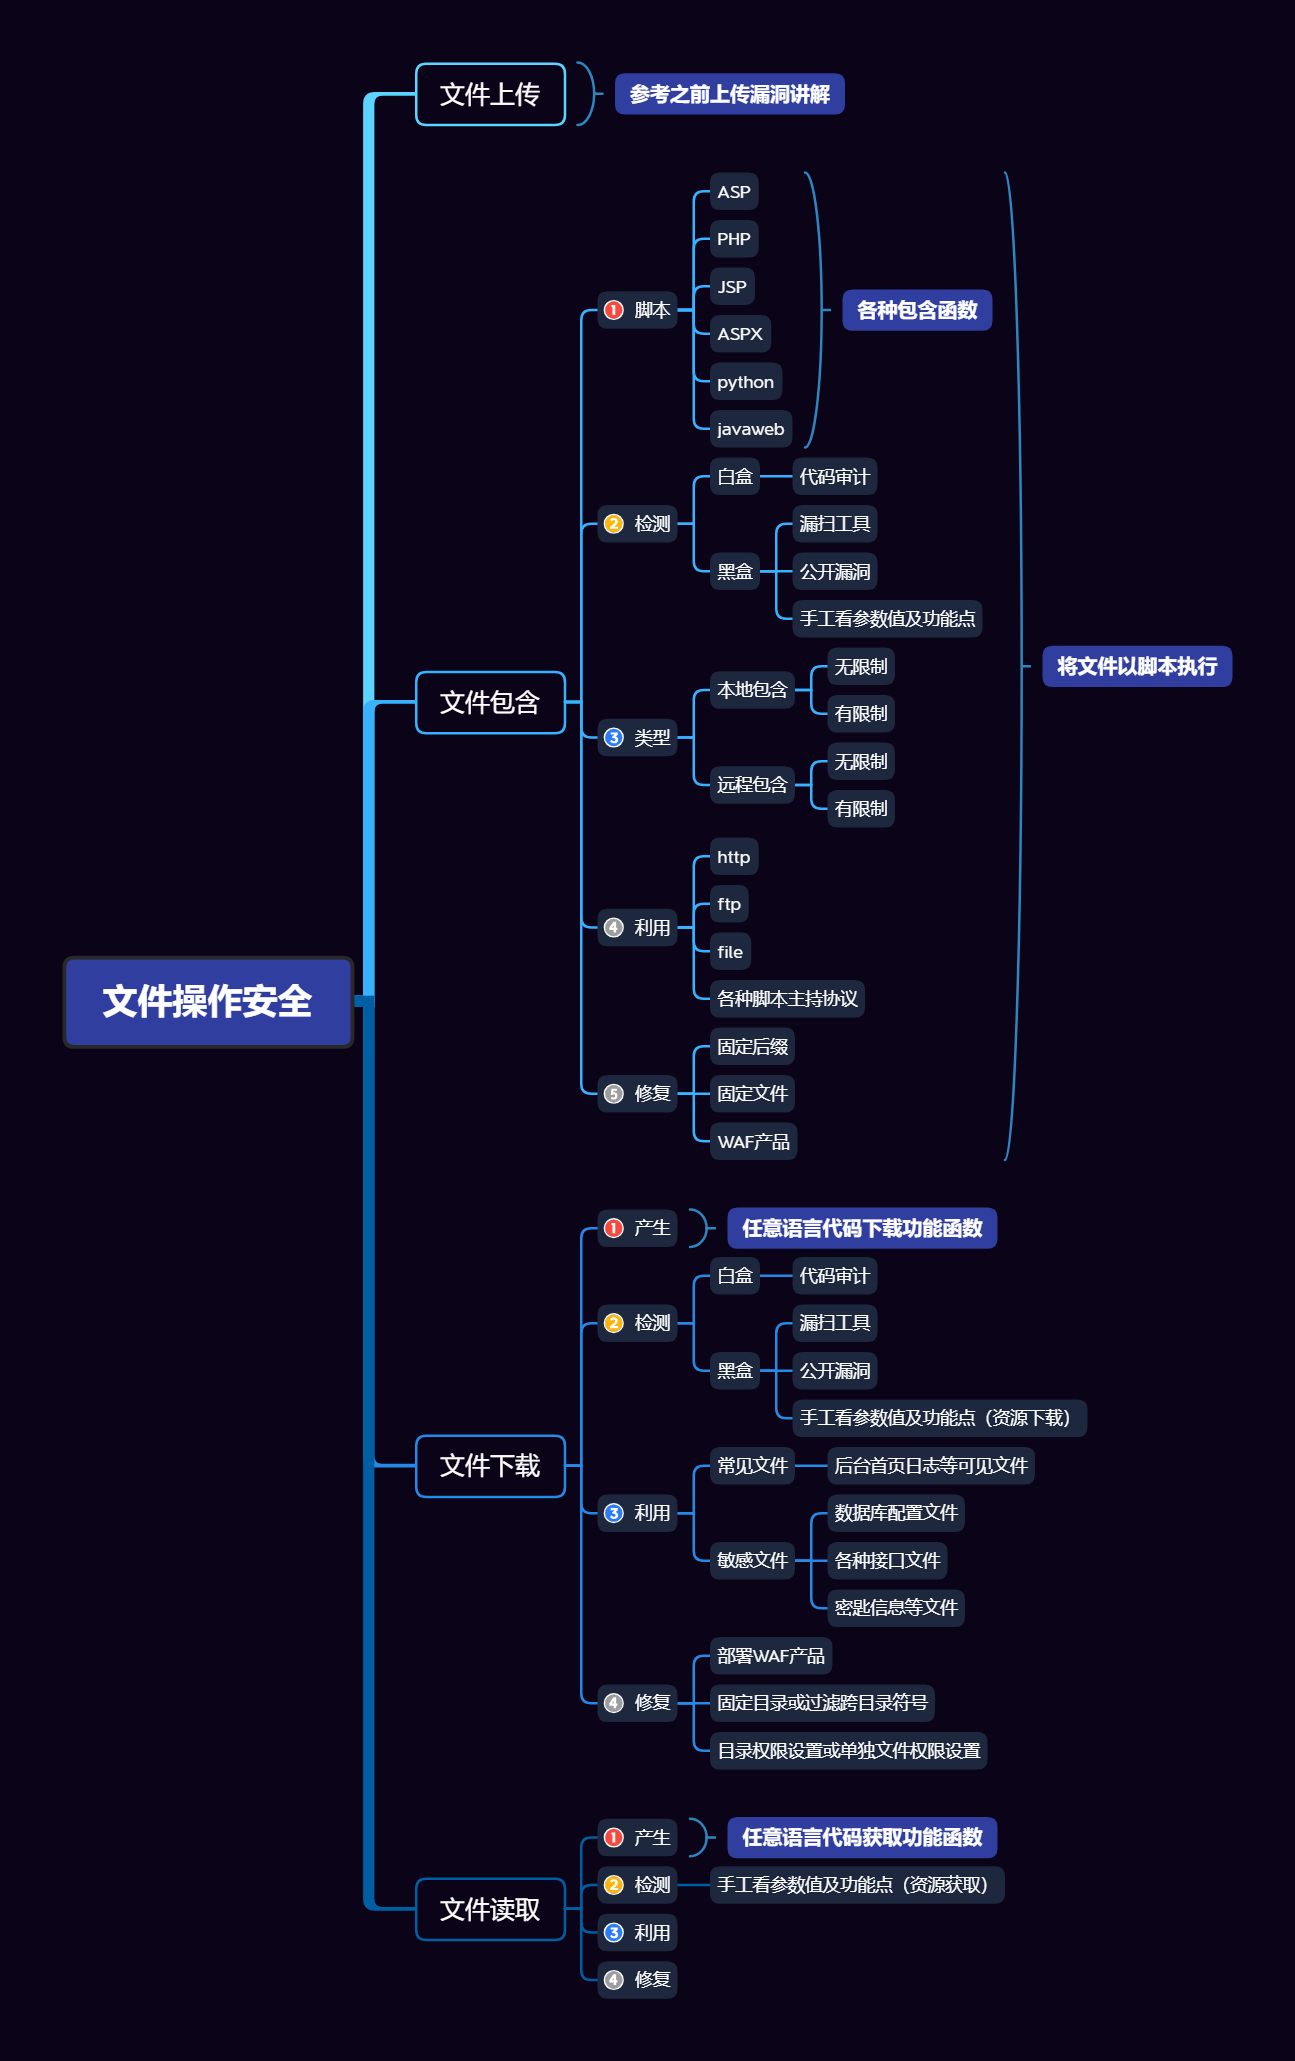 文件操作安全
文件上传
参考之前上传漏洞讲解
文件包含
1 脚本
ASP
PHP
JSP
ASPX
python
javaweb
各种包含函数
2 检测
白盒
代码审计
黑盒
漏扫工具
公开漏洞
手工看参数值及功能点
3 类型
本地包含
无限制
有限制
远程包含
无限制
有限制
4 利用
http
ftp
file
各种脚本主持协议
5 修复
固定后缀
固定文件
WAF产品
将文件以脚本执行
文件下载
1 产生
任意语言代码下载功能函数
2 检测
白盒
代码审计
黑盒
漏扫工具
公开漏洞
手工看参数值及功能点（资源下载）
3 利用
常见文件
后台首页日志等可见文件
敏感文件
数据库配置文件
各种接口文件
密匙信息等文件
4 修复
部署WAF产品
固定目录或过滤跨目录符号
目录权限设置或单独文件权限设置
文件读取
1 产生
任意语言代码获取功能函数
2 检测
手工看参数值及功能点（资源获取）
3 利用
4 修复